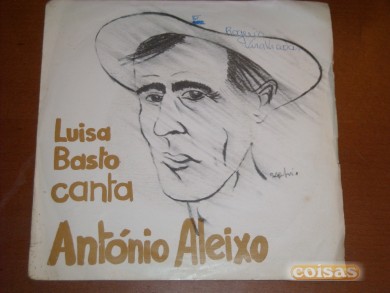 E
Luisa
Basto
canta
António Aleixo
coisas